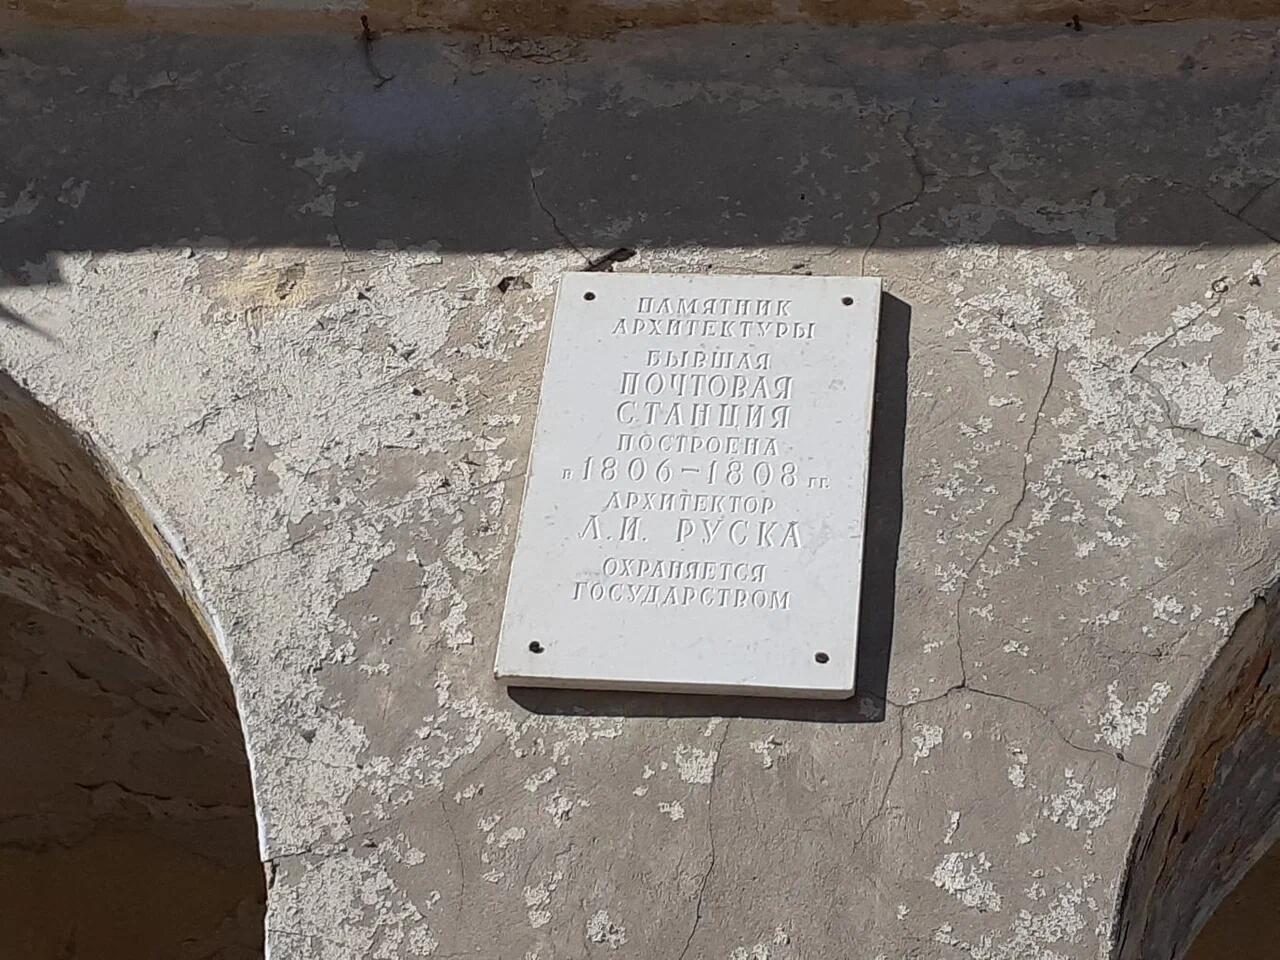 ПАМЯТНИК
АРХИТЕКТУРЫ
БЫВШАЯ
ПОЧТОВАЯ
СТАНЦИЯ
ПОСТРОЕНА
в 1806–1808 гг.
АРХИТЕКТОР
Л.И. РУСКА
ОХРАНЯЕТСЯ
ГОСУДАРСТВОМ